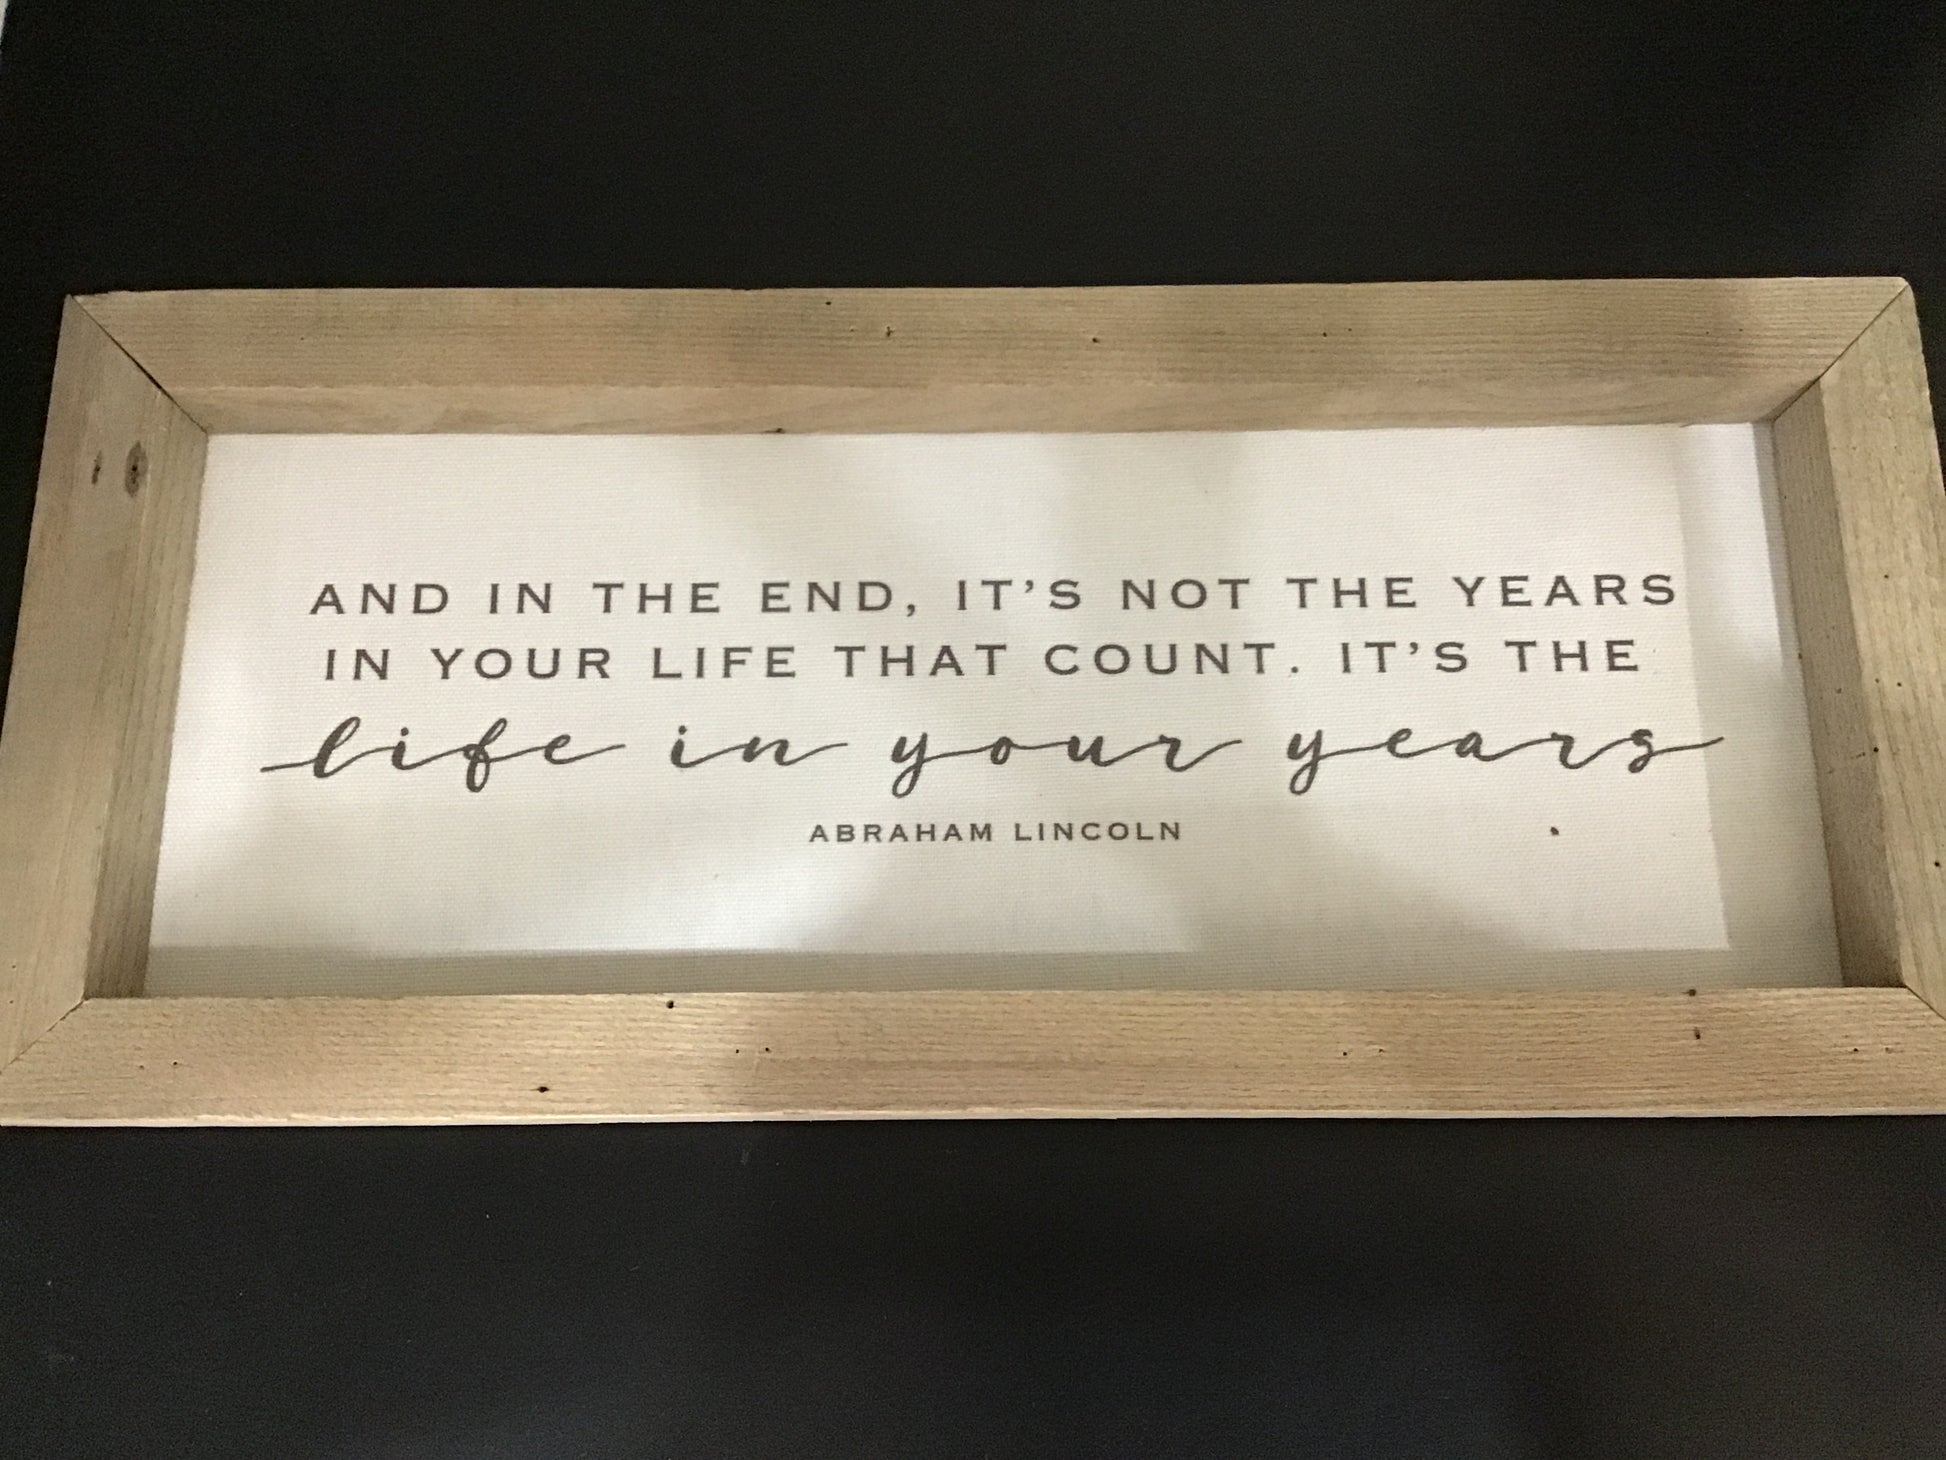 AND IN THE END, IT'S NOT THE YEARS
IN YOUR LIFE THAT COUNT. IT'S THE
life in your years
ABRAHAM LINCOLN